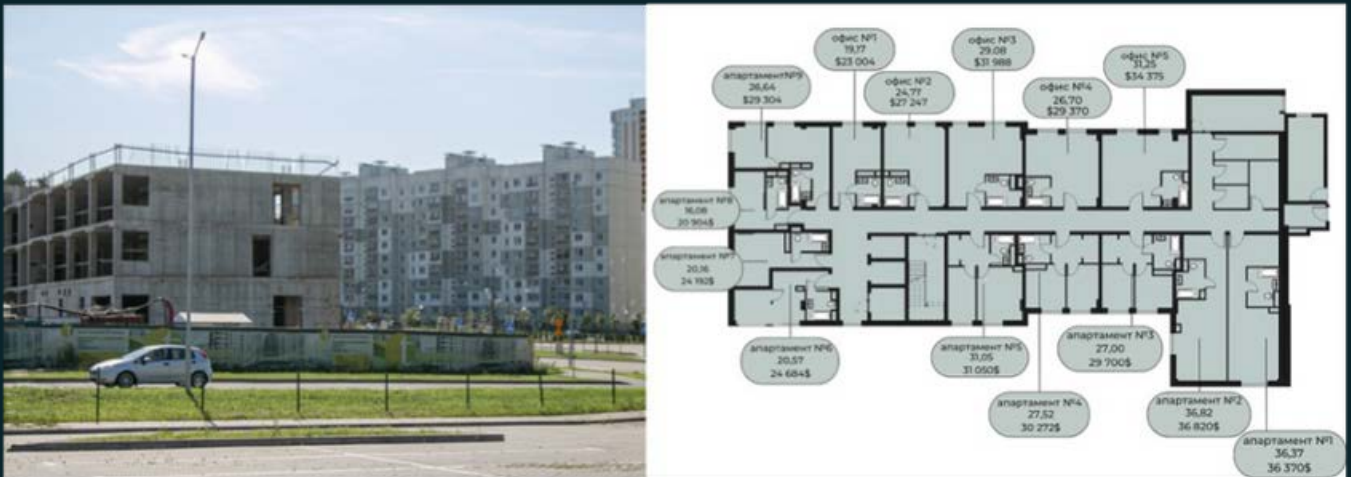 офис №1
19,17
$23 004
офис №3
29.08
$31 988
офис №5
31,25
$34 375
апартамент№9
26,64
$29 304
офис №2
24,77
$27 247
офис №4
26,70
$29 370
апартамент №8
16,08
20 904$
апартамент №7
20,16
24 192$
апартамент №6
20,57
24 684$
апартамент №5
31,05
31 050$
апартамент №3
27,00
29 700$
апартамент №4
27,52
30 272$
апартамент №2
36,82
36 820$
апартамент №1
36,37
36 370$